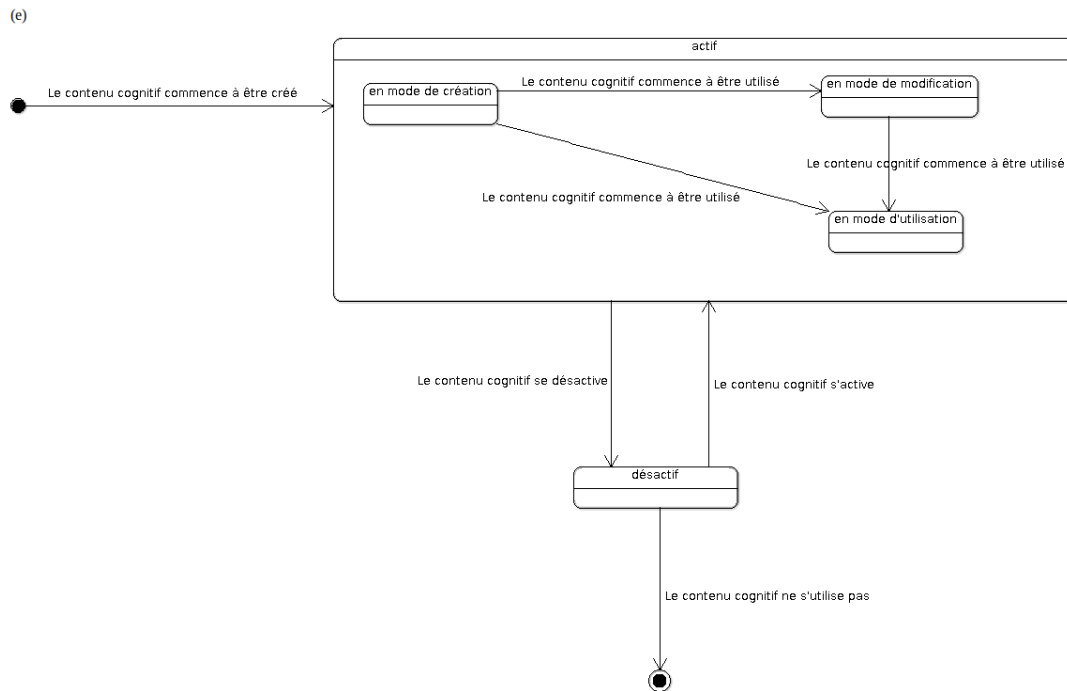 (e)
actif
Le contenu cognitif commence à être créé
en mode de création
Le contenu cognitif commence à être utilisé
en mode de modification
Le contenu cognitif commence à être utilisé
Le contenu cognitif commence à être utilisé
en mode d'utilisation
Le contenu cognitif se désactive
Le contenu cognitif s'active
désactif
Le contenu cognitif ne s'utilise pas